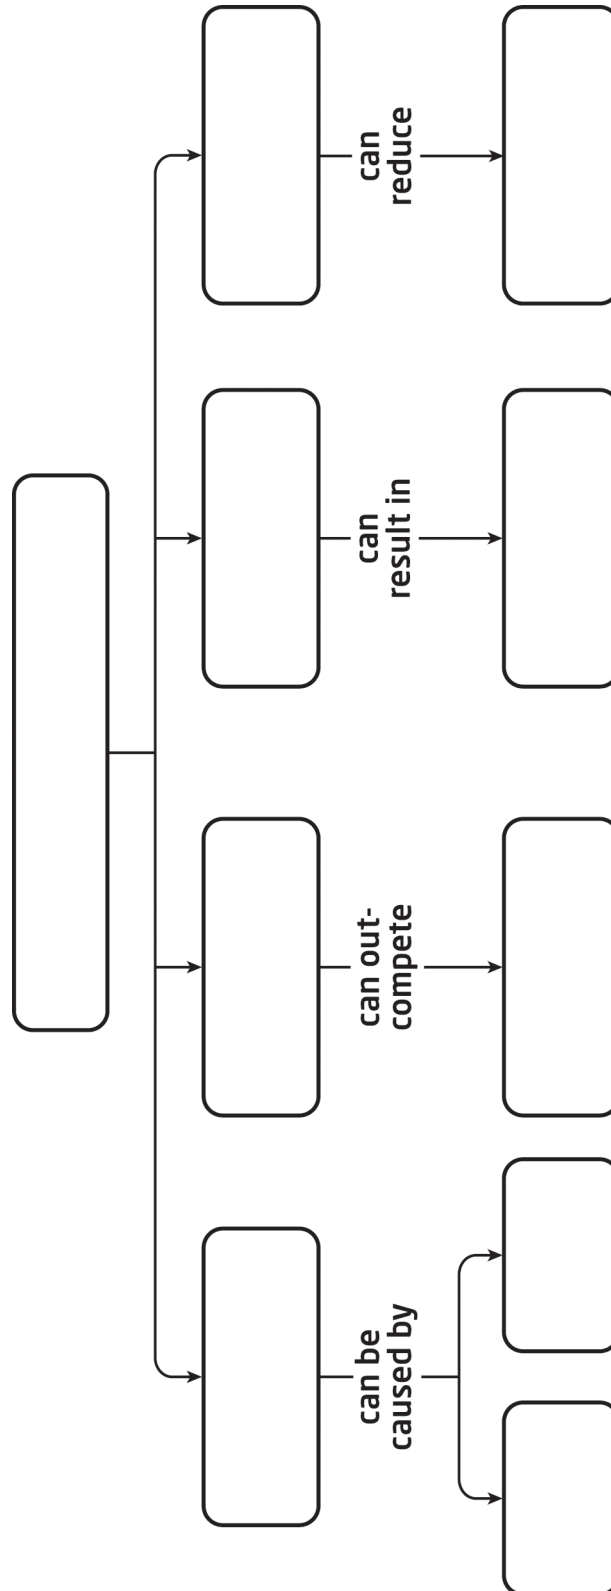 can be
caused by
can out-
compete
can
result in
can
reduce